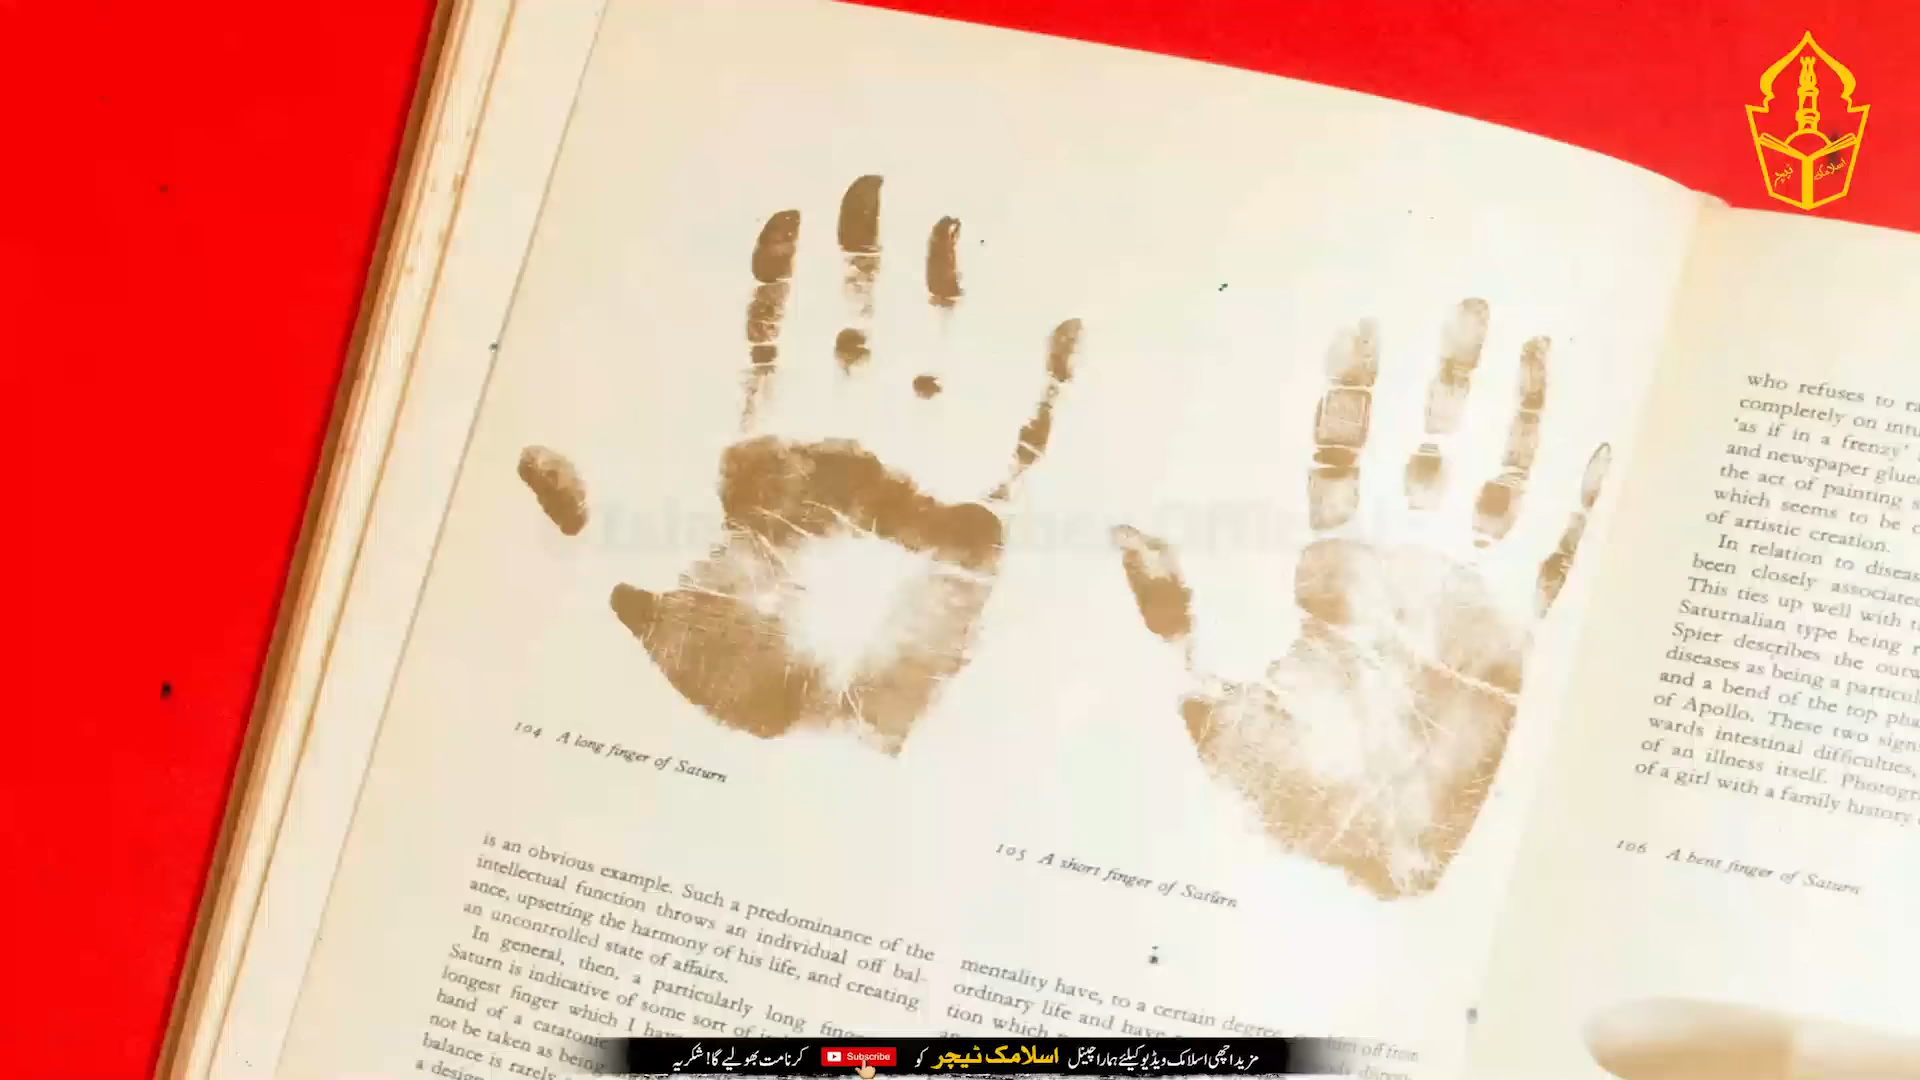 اسلامک ٹیچر
104 A long finger of Saturn
is an obvious example. Such a predominance of the
intellectual function throws an individual off bal-
ance, upsetting the harmony of his life, and creating
an uncontrolled state of affairs.
In general, then, a particularly long finger
Saturn is indicative of some sort of
longest finger which I
hand of a catatonic
not be taken as being
balance is rarely
a
105 A short finger of Saturn
mentality have, to a certain degree
ordinary life and have him off from
tion which
who refuses to
completely on
'as if in a frenzy'
and newspaper
the act of painting
which seems to be
of artistic creation.
In relation to
been closely
This ties up well with
Saturnalian type being
Spier describes the
diseases as being a
and a bend of the top
of Apollo. These two
wards intestinal difficulties,
of an illness itself.
of a girl with a family history
106 A bent finger of Saturn
مزید اچھی اسلامک ویڈیو کیلئے ہمارا چینل اسلامک ٹیچر کو Subscribe کرنا مت بھولیے گا! شکریہ